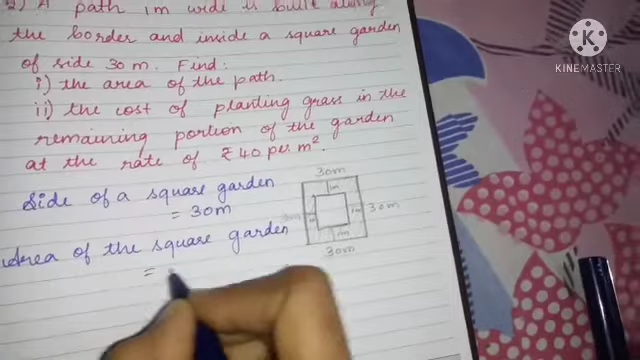 2) A path 1m wide is built along
the border and inside a square garden
of side 30 m. Find:
i) the area of the path.
ii) the cost of planting grass in the
remaining portion of the garden
at the rate of ₹ 40 per m².
Side of a square garden
= 30m
Area of the square garden
=
30m
1m
30m
1m
30m
1m
30m
KINEMASTER